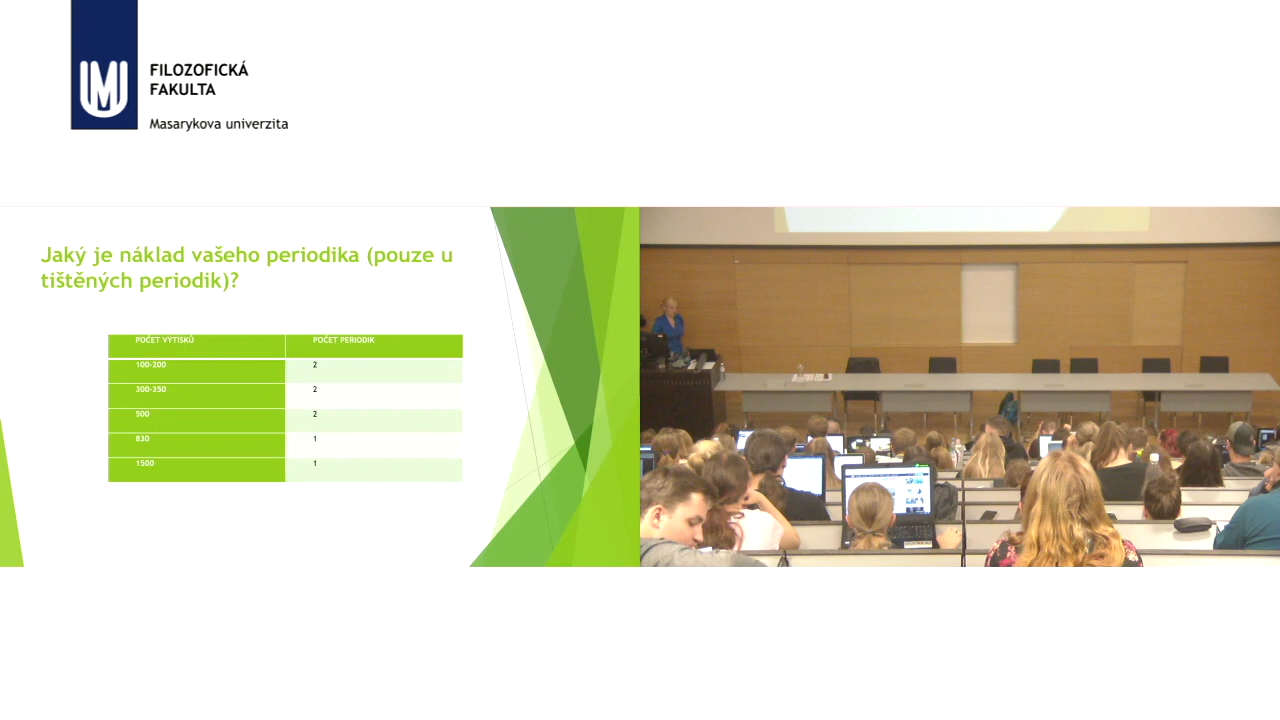 FILOZOFICKÁ
FAKULTA
Masarykova univerzita
Jaký je náklad vašeho periodika (pouze u
tištěných periodik)?
POČET VÝTISKŮ POČET PERIODIK
100-200 2
300-350 2
500 2
830 1
1500 1